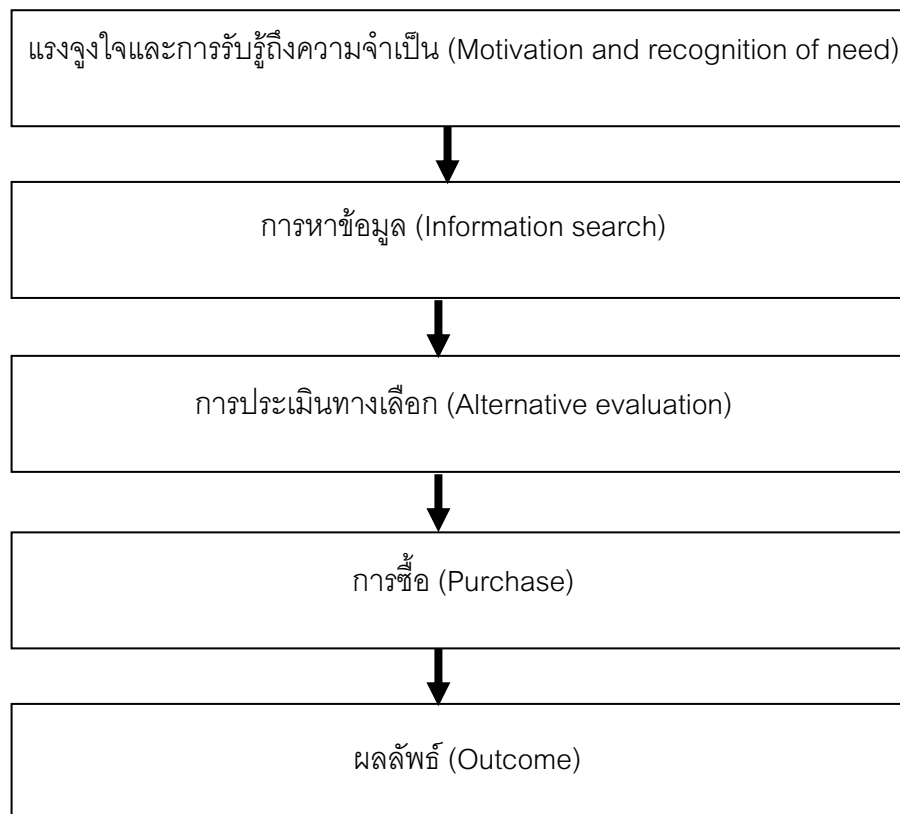 แรงจูงใจและการรับรู้ถึงความจำเป็น (Motivation and recognition of need)
การหาข้อมูล (Information search)
การประเมินทางเลือก (Alternative evaluation)
การซื้อ (Purchase)
ผลลัพธ์ (Outcome)